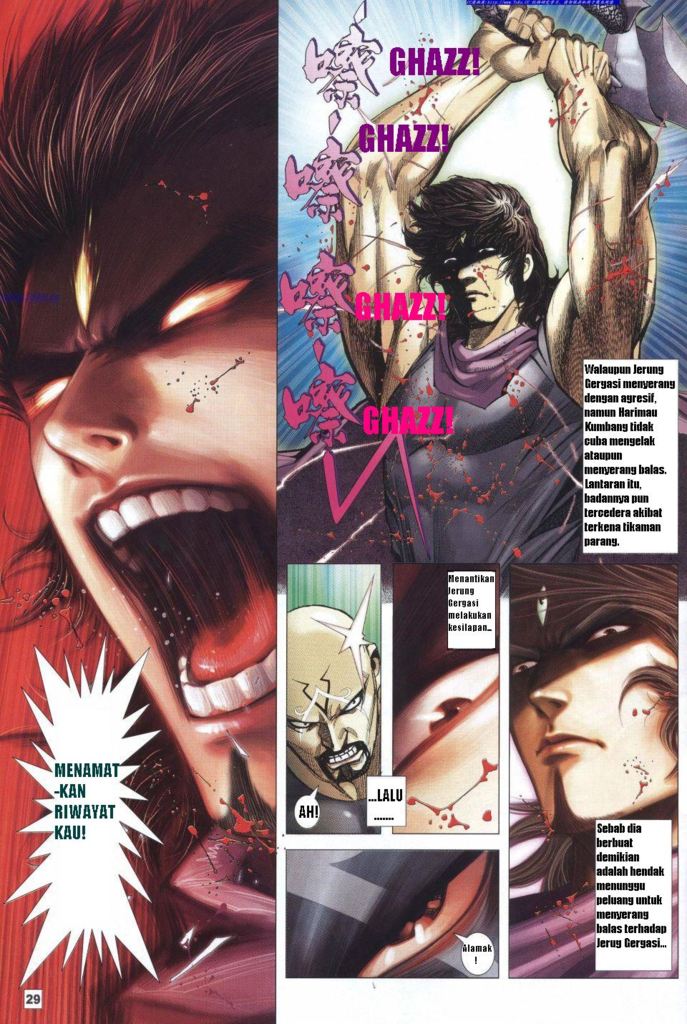 GHAZZ!
GHAZZ!
GHAZZ!
GHAZZ!
Walaupun Jerung
Gergasi menyerang
dengan agresif,
namun Harimau
Kumbang tidak
cuba mengelak
ataupun
menyerang balas.
Lantaran itu,
badannya pun
tercedera akibat
terkena tikaman
parang.
AH!
Menantikan
Jerung
Gergasi
melakukan
kesilapan...
...LALU
......
Sebab dia
berbuat
demikian
adalah hendak
menunggu
peluang untuk
menyerang
balas terhadap
Jerug Gergasi...
Alamak
!
MENAMAT
-KAN
RIWAYAT
KAU!
29